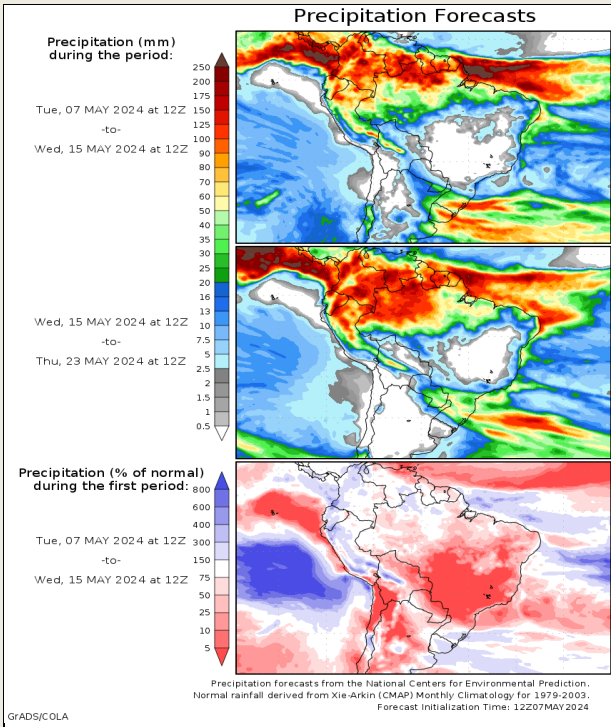 Precipitation Forecasts
Precipitation (mm)
during the period:
Tue, 07 MAY 2024 at 12Z
-to-
Wed, 15 MAY 2024 at 12Z
250
200
175
150
125
100
90
80
70
60
50
40
35
30
25
20
16
13
10
7.5
5
2.5
2
1.5
1
0.5
Wed, 15 MAY 2024 at 12Z
-to-
Thu, 23 MAY 2024 at 12Z
Precipitation (% of normal)
during the first period:
Tue, 07 MAY 2024 at 12Z
-to-
Wed, 15 MAY 2024 at 12Z
800
600
400
300
150
75
50
25
10
5
Precipitation forecasts from the National Centers for Environmental Prediction.
Normal rainfall derived from Xie-Arkin (CMAP) Monthly Climatology for 1979-2003.
Forecast Initialization Time: 12Z07MAY2024
GrADS/COLA